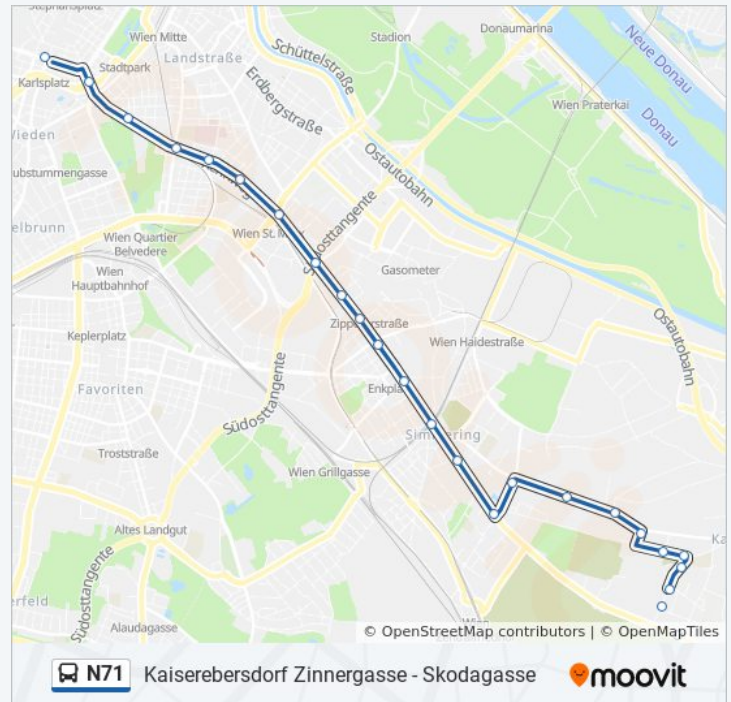 Stephansplatz
Wien Mitte
Landstraße
Stadtpark
Karlsplatz
Schüttelstraße
Stadion
Donaumarina
Neue Donau
Donau
Wien Praterkai
Erdbergstraße
Wieden
Ostautobahn
Wien Quartier
Belvedere
Südosttangente
Wien
Hauptbahnhof
Gasometer
Keplerplatz
Wien Haidestraße
Ostautobahn
Favoriten
Südosttangente
Simmering
Troststraße
Wien Grillgasse
Altes Landgut
Südosttangente
Alaudagasse
© OpenStreetMap contributors | © OpenMapTiles
N71 Kaiserebersdorf Zinnergasse - Skodagasse
moovit